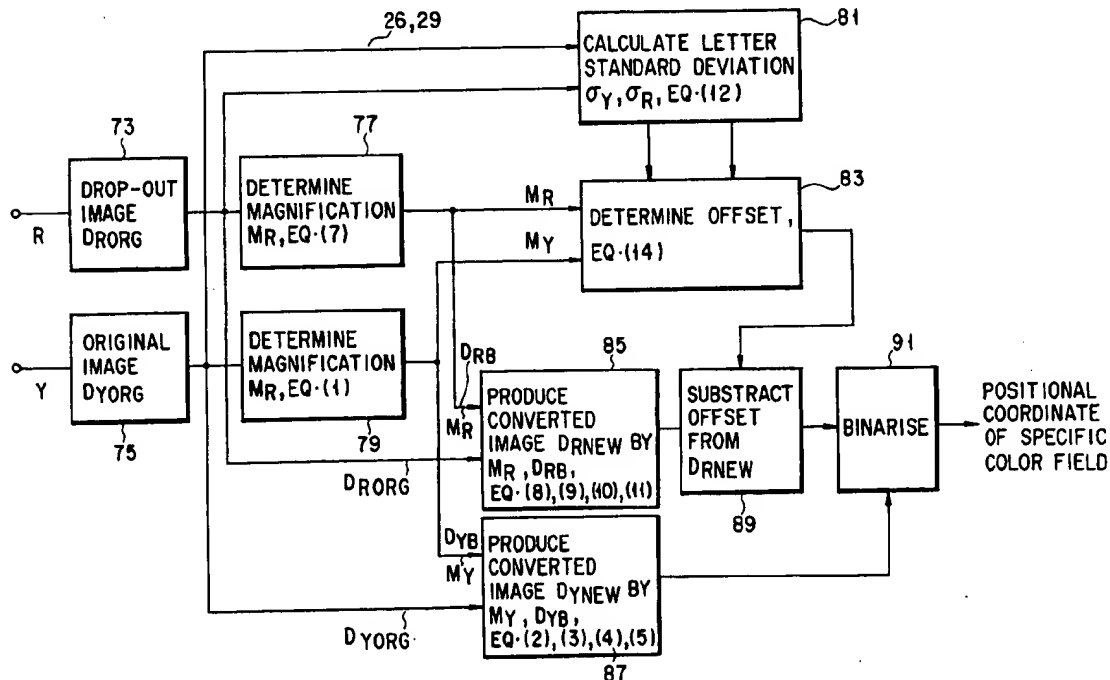 26,29
81
CALCULATE LETTER
STANDARD DEVIATION
σY, σR, EQ·(12)
73
DROP-OUT
IMAGE
DRORG
R
77
DETERMINE
MAGNIFICATION
MR, EQ·(7)
MR
MY
83
DETERMINE OFFSET,
EQ·(14)
ORIGINAL
IMAGE
DYORG
Y
75
DETERMINE
MAGNIFICATION
MR, EQ·(1)
79
DRB
MR
DRORG
85
PRODUCE
CONVERTED
IMAGE DRNEW BY
MR, DRB,
EQ·(8),(9),(10),(11)
SUBSTRACT
OFFSET
FROM
DRNEW
89
91
BINARISE
POSITIONAL
COORDINATE
OF SPECIFIC
COLOR FIELD
DYB
MY
DYORG
PRODUCE
CONVERTED
IMAGE DYNEW BY
MY, DYB,
EQ·(2),(3),(4),(5)
87